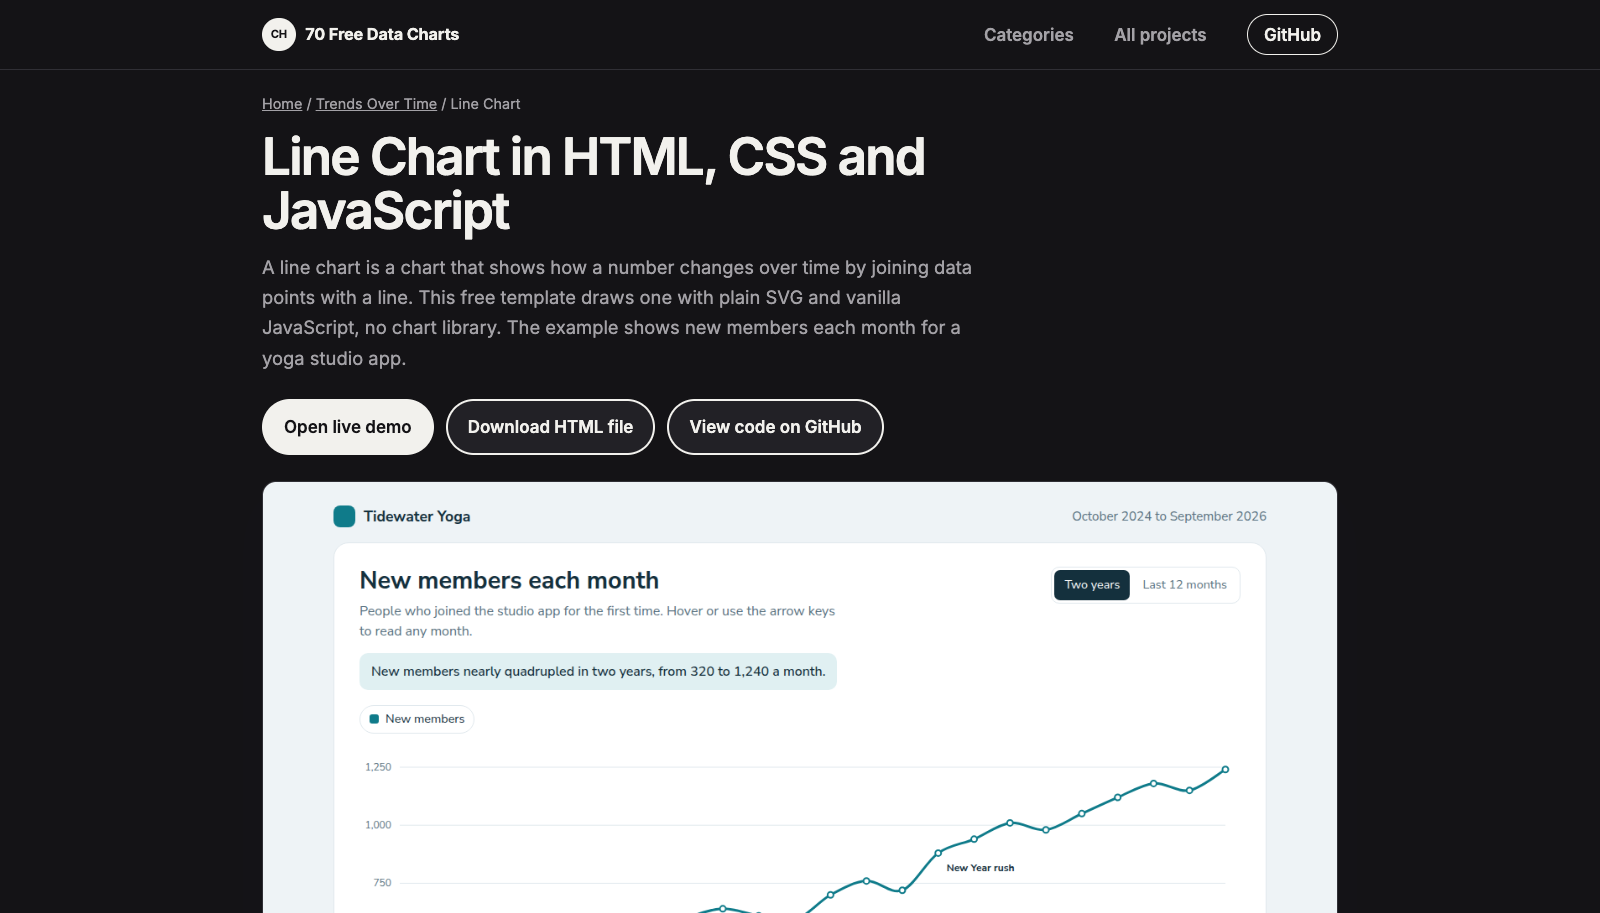 CH 70 Free Data Charts
Categories
All projects
GitHub
Home / Trends Over Time / Line Chart
Line Chart in HTML, CSS and
JavaScript
A line chart is a chart that shows how a number changes over time by joining data
points with a line. This free template draws one with plain SVG and vanilla
JavaScript, no chart library. The example shows new members each month for a
yoga studio app.
Open live demo
Download HTML file
View code on GitHub
Tidewater Yoga
October 2024 to September 2026
New members each month
Two years
Last 12 months
People who joined the studio app for the first time. Hover or use the arrow keys
to read any month.
New members nearly quadrupled in two years, from 320 to 1,240 a month.
New members
1,250
1,000
New Year rush
750